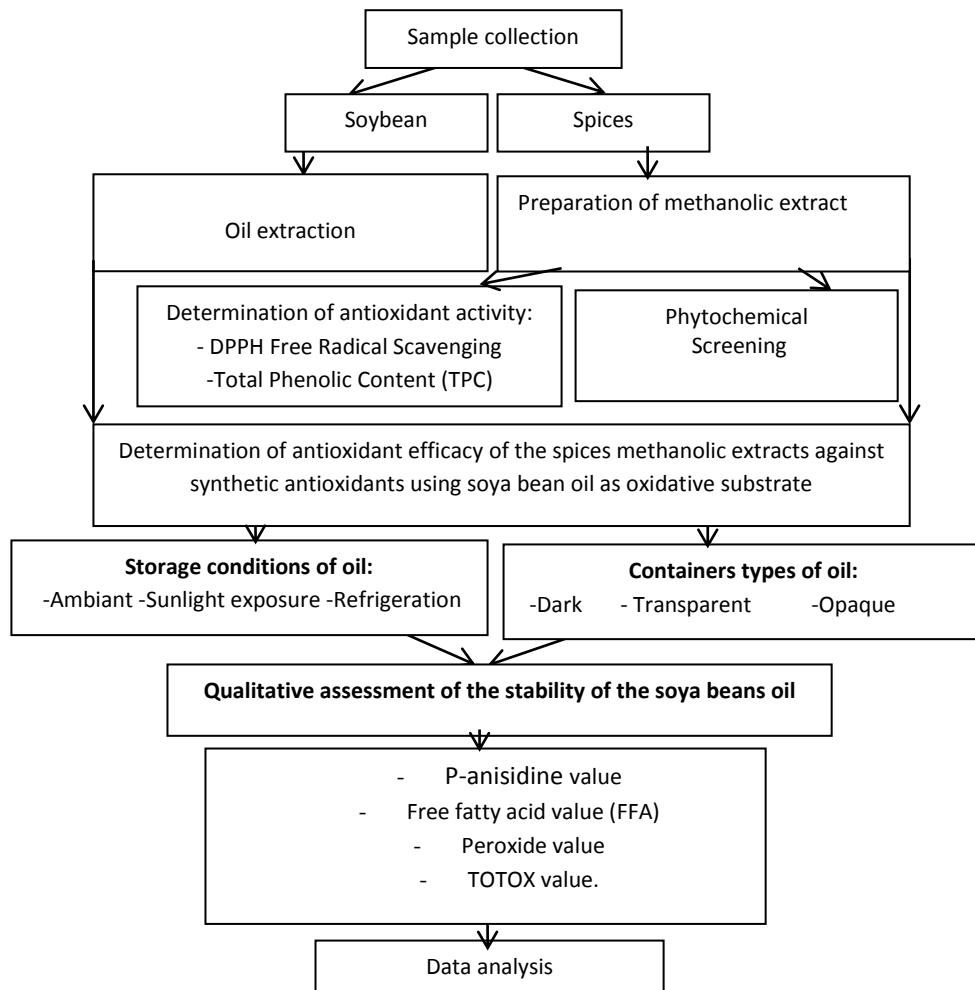 Sample collection
Soybean
Spices
Oil extraction
Preparation of methanolic extract
Determination of antioxidant activity:
- DPPH Free Radical Scavenging
-Total Phenolic Content (TPC)
Phytochemical
Screening
Determination of antioxidant efficacy of the spices methanolic extracts against
synthetic antioxidants using soya bean oil as oxidative substrate
Storage conditions of oil:
-Ambiant -Sunlight exposure -Refrigeration
Containers types of oil:
-Dark - Transparent -Opaque
Qualitative assessment of the stability of the soya beans oil
- P-anisidine value
- Free fatty acid value (FFA)
- Peroxide value
- TOTOX value.
Data analysis